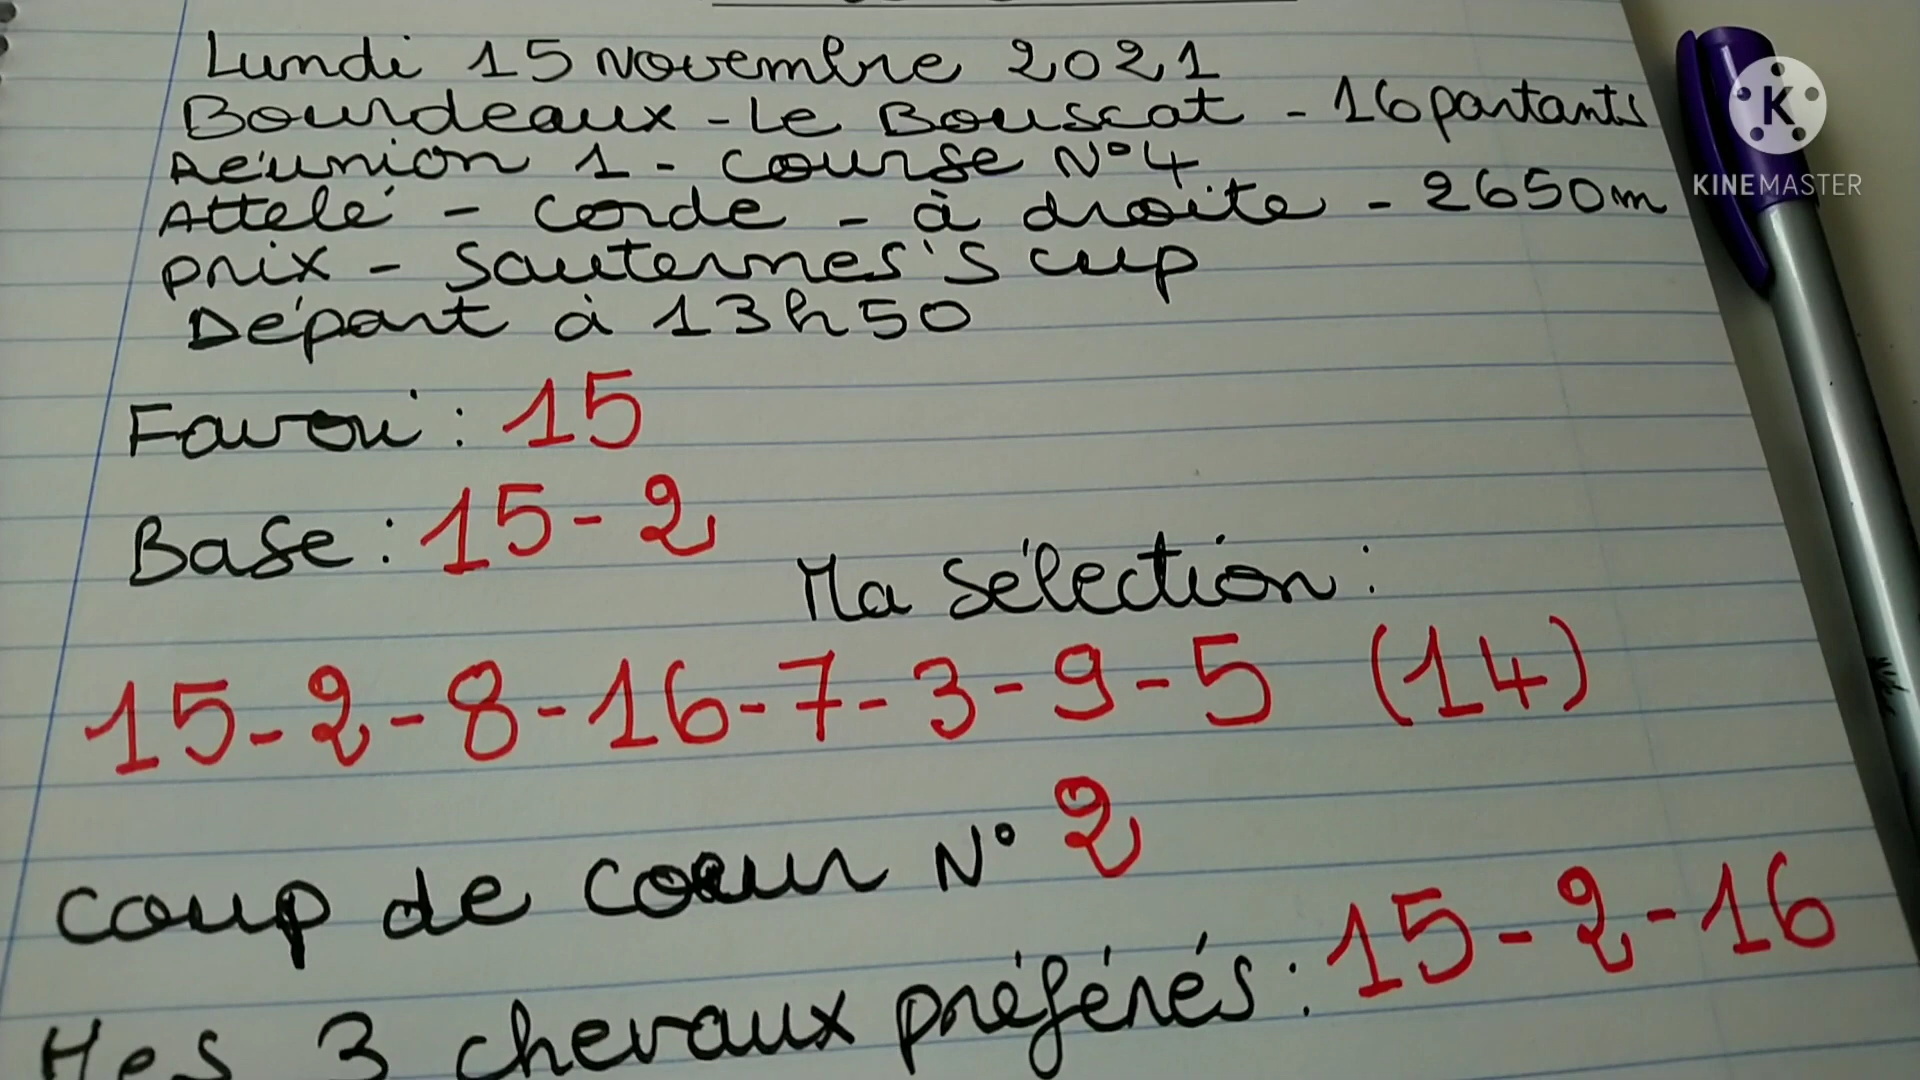 Lundi 15 Novembre 2021
Bourdeaux - Le Bouscat - 16 partants
Réunion 1 - course N°4
Attelé - Corde - à droite - 2650m
prix - Sauternes's cup
Départ à 13h50
Favori : 15
Base : 15-2
Ma Sélection :
15-2-8-16-7-3-9-5 (14)
Coup de coeur N° 2
Mes 3 chevaux préférés : 15-2-16
K
KINEMASTER